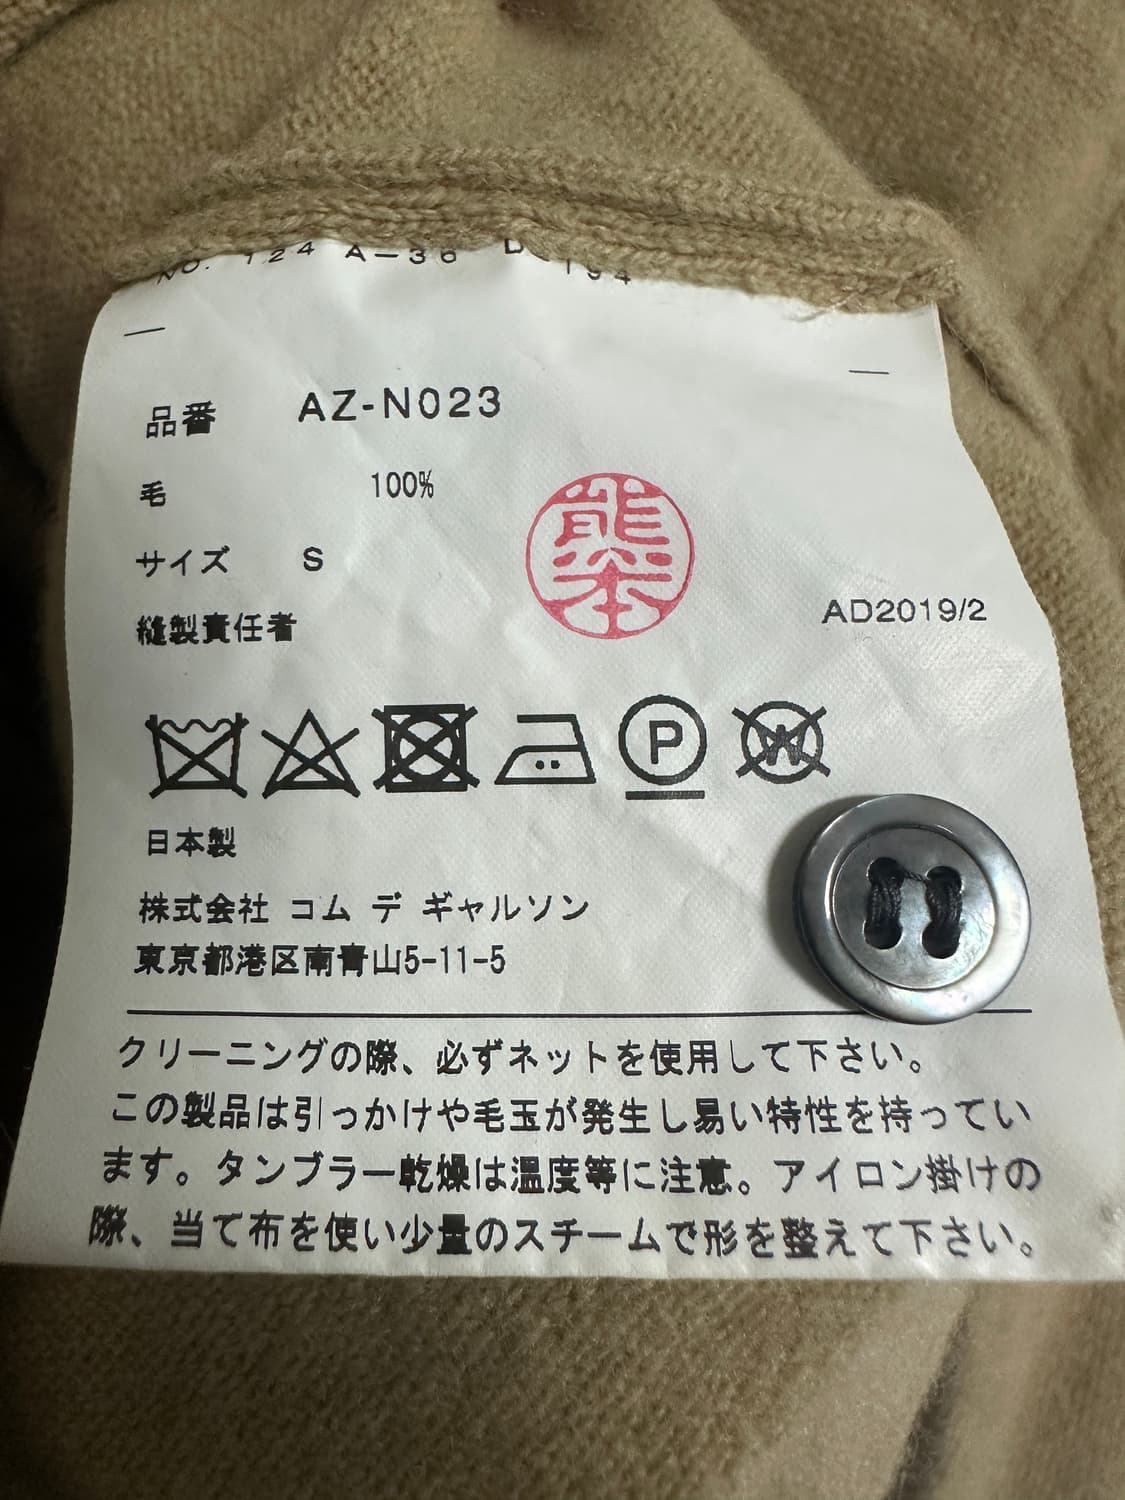 NO. 124 A-36
品番 AZ-N023
毛 100%
サイズ S
熊本
縫製責任者
AD2019/2
P
W
日本製
株式会社 コム デ ギャルソン
東京都港区南青山5-11-5
クリーニングの際、必ずネットを使用して下さい。
この製品は引っかけや毛玉が発生し易い特性を持ってい
ます。タンブラー乾燥は温度等に注意。アイロン掛けの
際、当て布を使い少量のスチームで形を整えて下さい。